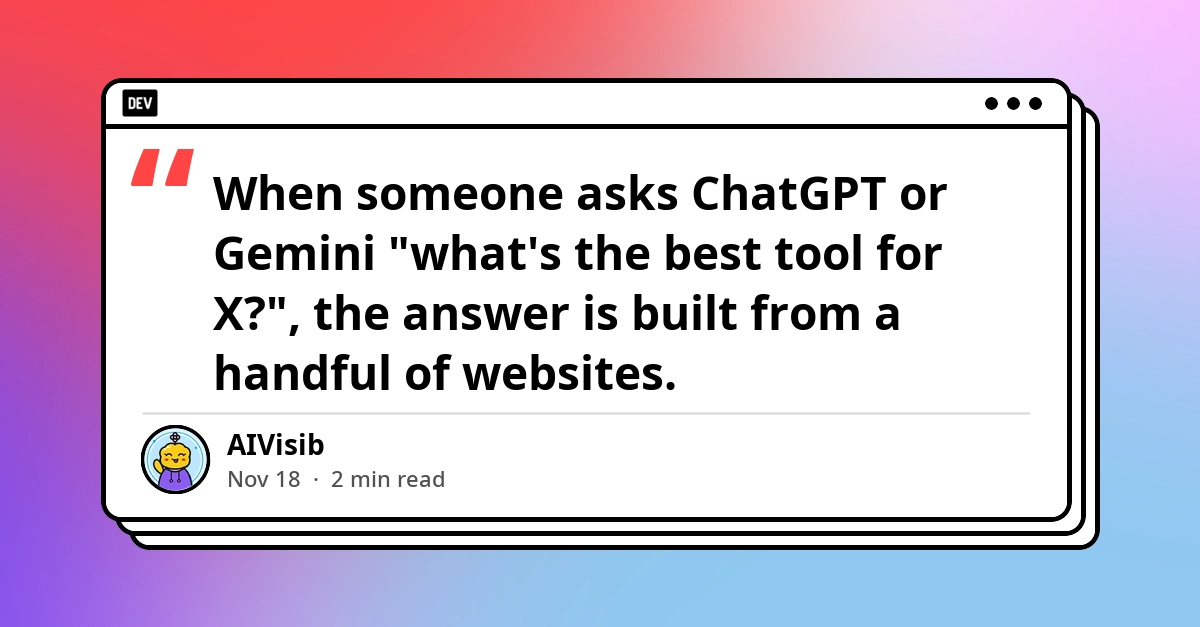 DEV
“
When someone asks ChatGPT or
Gemini "what's the best tool for
X?", the answer is built from a
handful of websites.
AIVisib
Nov 18 · 2 min read